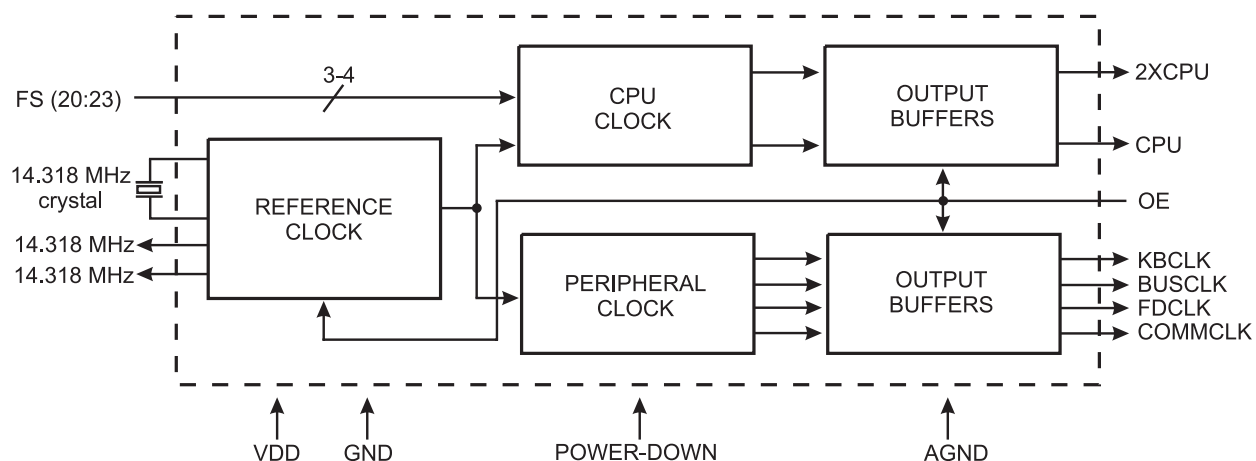 3-4
FS (20:23)
CPU
CLOCK
OUTPUT
BUFFERS
2XCPU
CPU
14.318 MHz
crystal
14.318 MHz
14.318 MHz
REFERENCE
CLOCK
OE
PERIPHERAL
CLOCK
OUTPUT
BUFFERS
KBCLK
BUSCLK
FDCLK
COMMCLK
VDD
GND
POWER-DOWN
AGND